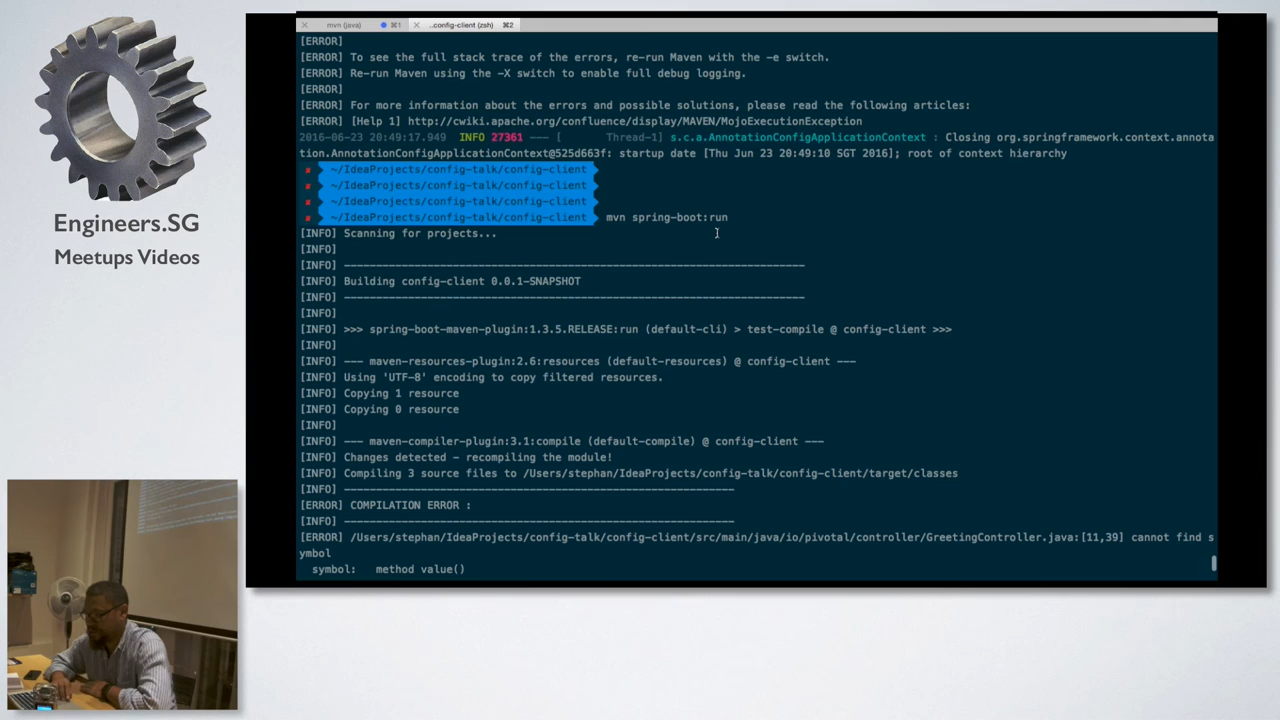 mvn (java) ⌘1 ..config-client (zsh) ⌘2
[ERROR]
[ERROR] To see the full stack trace of the errors, re-run Maven with the -e switch.
[ERROR] Re-run Maven using the -X switch to enable full debug logging.
[ERROR]
[ERROR] For more information about the errors and possible solutions, please read the following articles:
[ERROR] [Help 1] http://cwiki.apache.org/confluence/display/MAVEN/MojoExecutionException
2016-06-23 20:49:17.949 INFO 27361 --- [ Thread-1] s.c.a.AnnotationConfigApplicationContext : Closing org.springframework.context.annota
tion.AnnotationConfigApplicationContext@525d663f: startup date [Thu Jun 23 20:49:10 SGT 2016]; root of context hierarchy
~/IdeaProjects/config-talk/config-client
~/IdeaProjects/config-talk/config-client
~/IdeaProjects/config-talk/config-client
~/IdeaProjects/config-talk/config-client mvn spring-boot:run
[INFO] Scanning for projects...
[INFO]
[INFO] ------------------------------------------------------------------------
[INFO] Building config-client 0.0.1-SNAPSHOT
[INFO] ------------------------------------------------------------------------
[INFO]
[INFO] >>> spring-boot-maven-plugin:1.3.5.RELEASE:run (default-cli) > test-compile @ config-client >>>
[INFO]
[INFO] --- maven-resources-plugin:2.6:resources (default-resources) @ config-client ---
[INFO] Using 'UTF-8' encoding to copy filtered resources.
[INFO] Copying 1 resource
[INFO] Copying 0 resource
[INFO]
[INFO] --- maven-compiler-plugin:3.1:compile (default-compile) @ config-client ---
[INFO] Changes detected - recompiling the module!
[INFO] Compiling 3 source files to /Users/stephan/IdeaProjects/config-talk/config-client/target/classes
[INFO] -------------------------------------------------------------
[ERROR] COMPILATION ERROR :
[INFO] -------------------------------------------------------------
[ERROR] /Users/stephan/IdeaProjects/config-talk/config-client/src/main/java/io/pivotal/controller/GreetingController.java:[11,39] cannot find s
ymbol
symbol: method value()
Engineers.SG
Meetups Videos